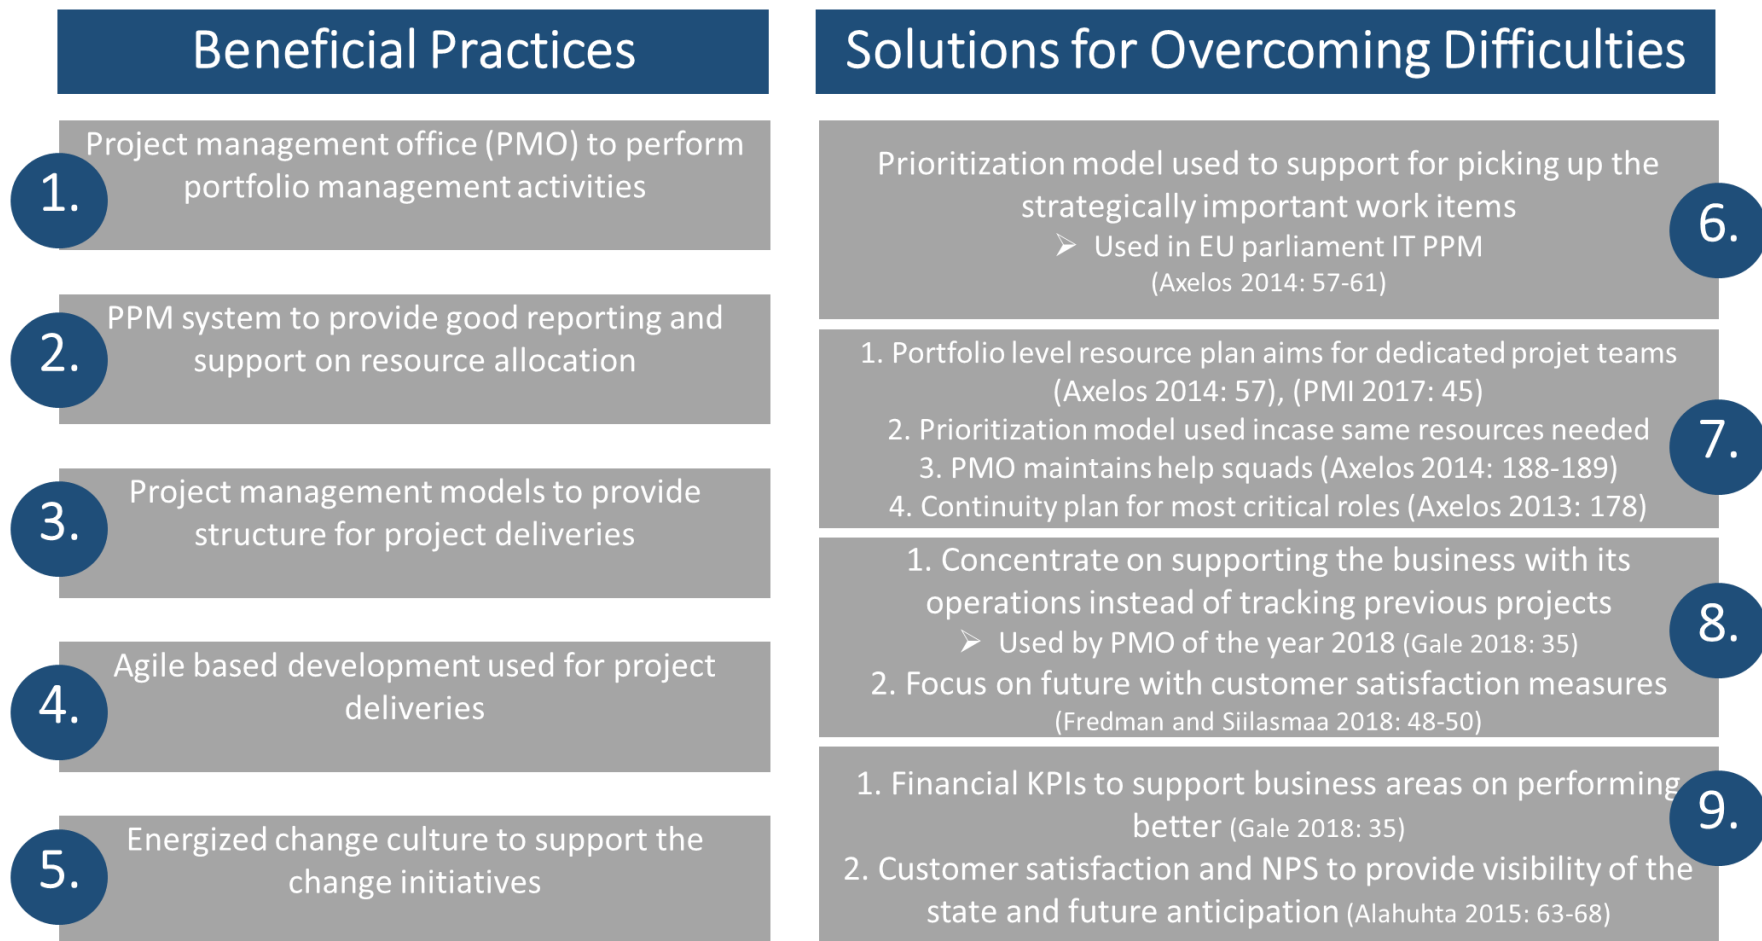 Beneficial Practices
1.
Project management office (PMO) to perform
portfolio management activities
2.
PPM system to provide good reporting and
support on resource allocation
3.
Project management models to provide
structure for project deliveries
4.
Agile based development used for project
deliveries
5.
Energized change culture to support the
change initiatives
Solutions for Overcoming Difficulties
Prioritization model used to support for picking up the
strategically important work items
➢ Used in EU parliament IT PPM
(Axelos 2014: 57-61)
6.
1. Portfolio level resource plan aims for dedicated projet teams
(Axelos 2014: 57), (PMI 2017: 45)
2. Prioritization model used incase same resources needed
3. PMO maintains help squads (Axelos 2014: 188-189)
4. Continuity plan for most critical roles (Axelos 2013: 178)
7.
1. Concentrate on supporting the business with its
operations instead of tracking previous projects
➢ Used by PMO of the year 2018 (Gale 2018: 35)
2. Focus on future with customer satisfaction measures
(Fredman and Siilasmaa 2018: 48-50)
8.
1. Financial KPIs to support business areas on performing
better (Gale 2018: 35)
2. Customer satisfaction and NPS to provide visibility of the
state and future anticipation (Alahuhta 2015: 63-68)
9.